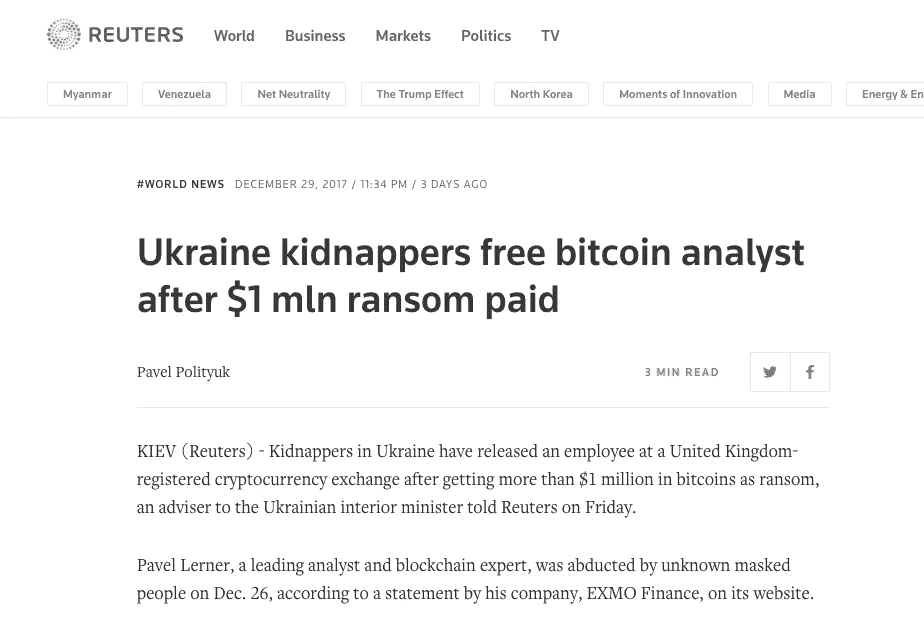 REUTERS World Business Markets Politics TV
Myanmar Venezuela Net Neutrality The Trump Effect North Korea Moments of Innovation Media Energy & En
#WORLD NEWS DECEMBER 29, 2017 / 11:34 PM / 3 DAYS AGO
Ukraine kidnappers free bitcoin analyst
after $1 mln ransom paid
Pavel Polityuk 3 MIN READ
KIEV (Reuters) - Kidnappers in Ukraine have released an employee at a United Kingdom-
registered cryptocurrency exchange after getting more than $1 million in bitcoins as ransom,
an adviser to the Ukrainian interior minister told Reuters on Friday.
Pavel Lerner, a leading analyst and blockchain expert, was abducted by unknown masked
people on Dec. 26, according to a statement by his company, EXMO Finance, on its website.